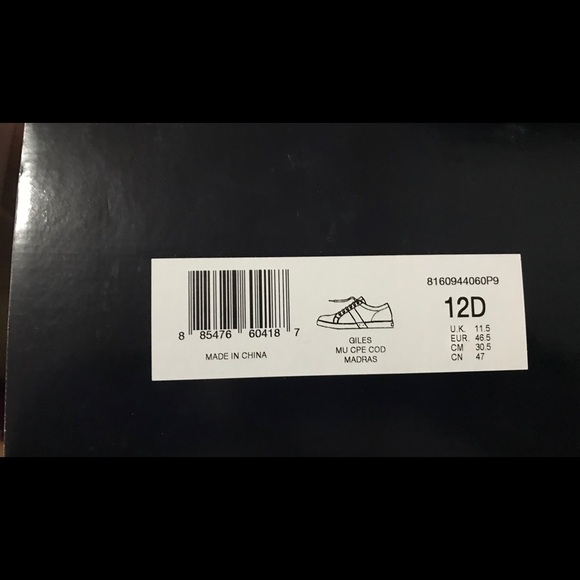 8 85476 60418 7
MADE IN CHINA
GILES
MU CPE COD
MADRAS
8160944060P9
12D
U.K. 11.5
EUR. 46.5
CM 30.5
CN 47